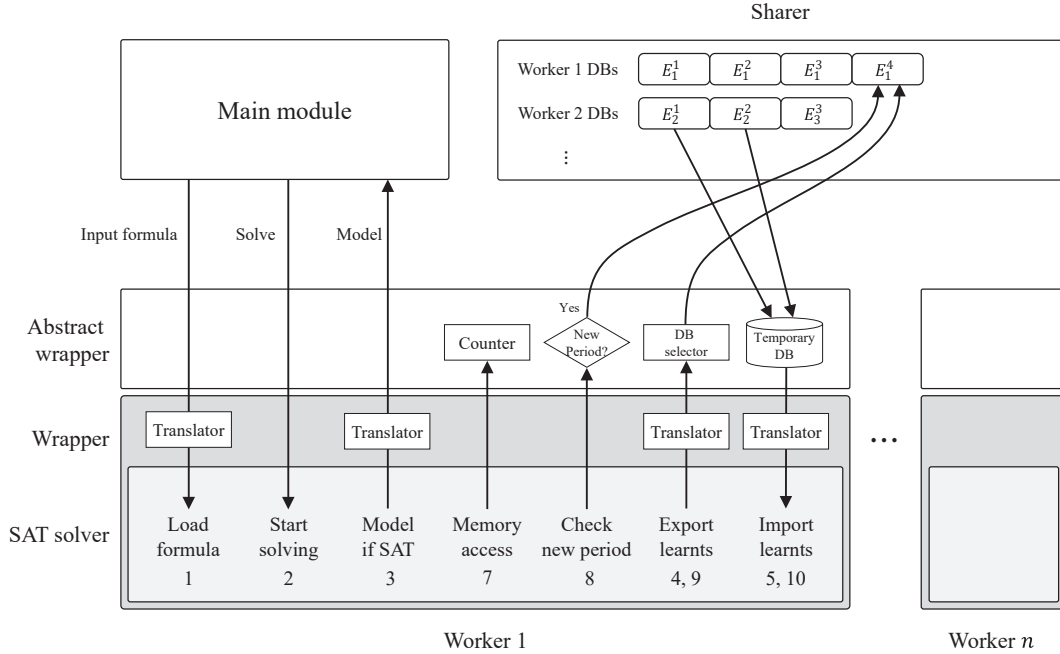 Sharer
Main module
Worker 1 DBs
$E_1^1$ $E_1^2$ $E_1^3$ $E_1^4$
Worker 2 DBs
$E_2^1$ $E_2^2$ $E_3^3$
⋮
Input formula
Solve
Model
Abstract
wrapper
Counter
Yes
New
Period?
DB
selector
Temporary
DB
Wrapper
Translator
Translator
Translator
Translator
...
SAT solver
Load
formula
1
Start
solving
2
Model
if SAT
3
Memory
access
7
Check
new period
8
Export
learnts
4, 9
Import
learnts
5, 10
Worker 1
Worker n